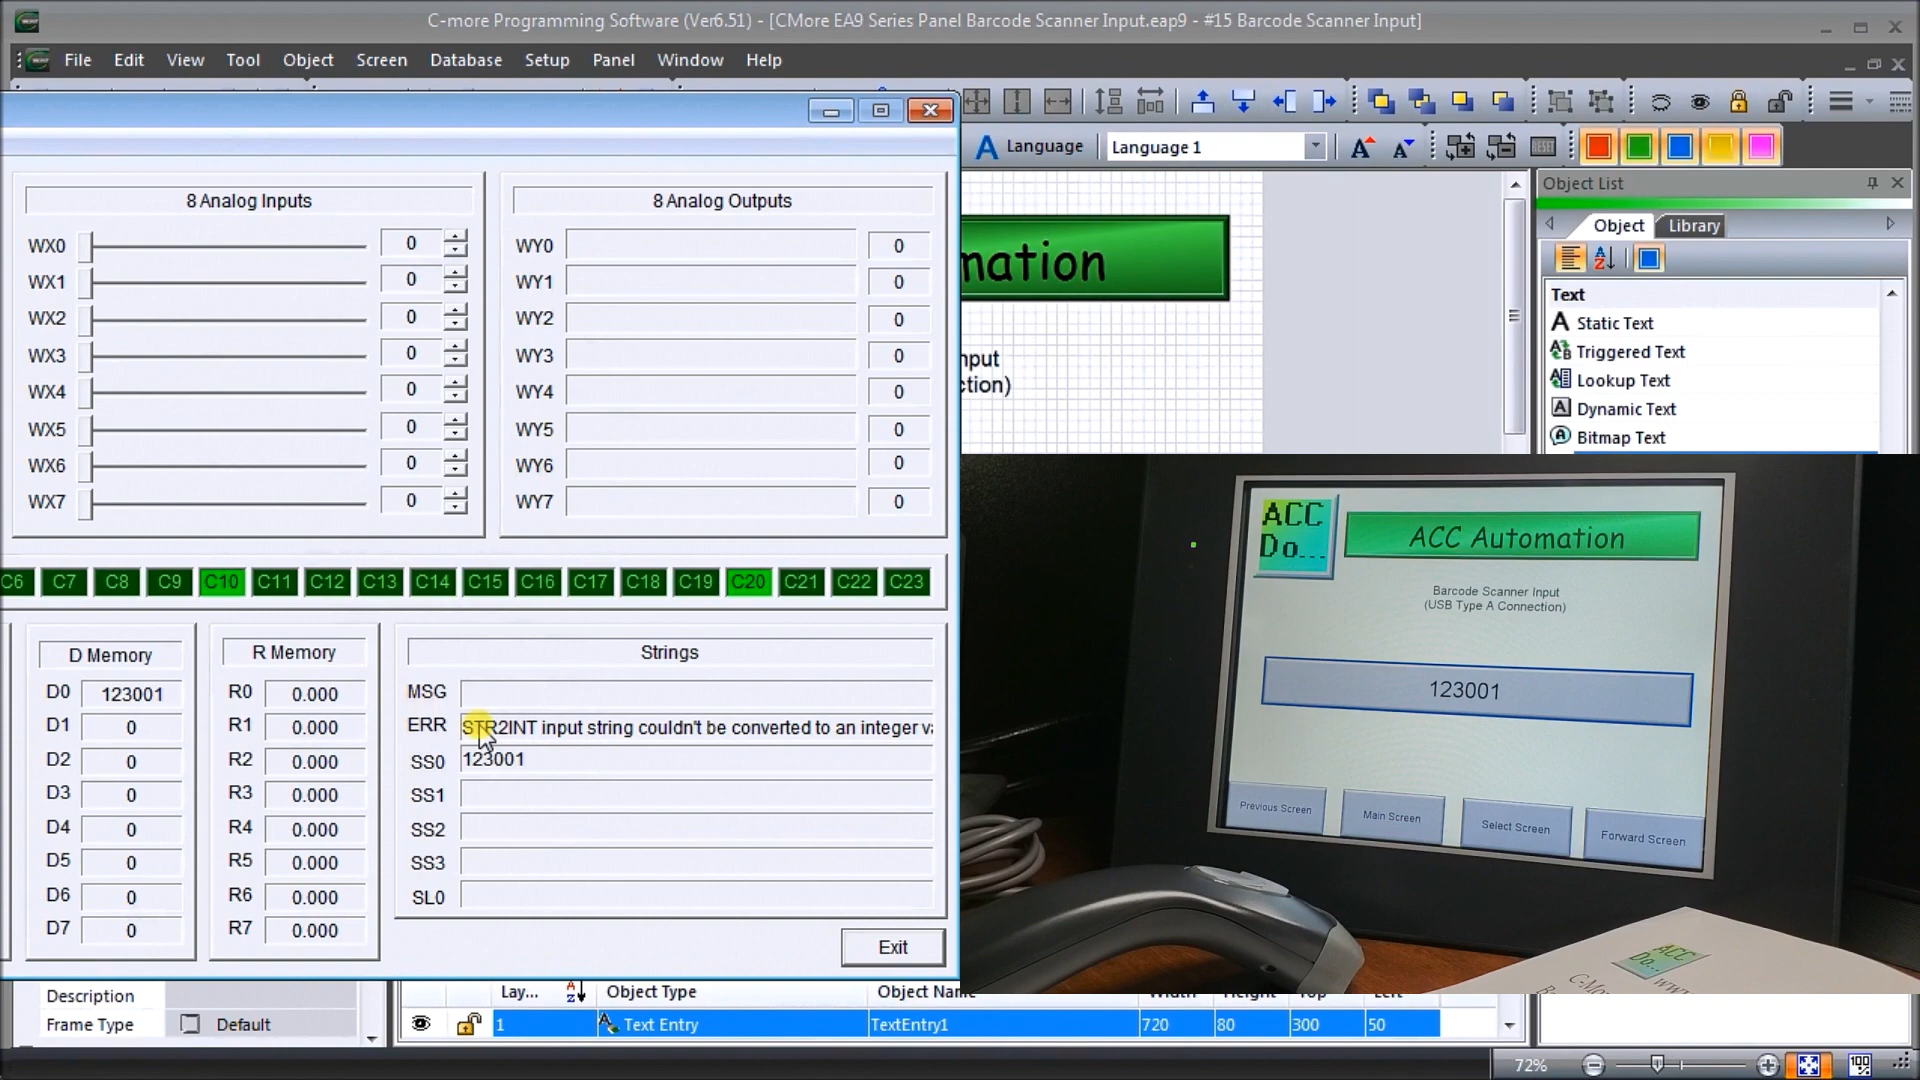 C-more Programming Software (Ver6.51) - [CMore EA9 Series Panel Barcode Scanner Input.eap9 - #15 Barcode Scanner Input]
File Edit View Tool Object Screen Database Setup Panel Window Help
A Language Language 1 A A RESET
8 Analog Inputs
WX0 0
WX1 0
WX2 0
WX3 0
WX4 0
WX5 0
WX6 0
WX7 0
8 Analog Outputs
WY0 0
WY1 0
WY2 0
WY3 0
WY4 0
WY5 0
WY6 0
WY7 0
C6 C7 C8 C9 C10 C11 C12 C13 C14 C15 C16 C17 C18 C19 C20 C21 C22 C23
D Memory
D0 123001
D1 0
D2 0
D3 0
D4 0
D5 0
D6 0
D7 0
R Memory
R0 0.000
R1 0.000
R2 0.000
R3 0.000
R4 0.000
R5 0.000
R6 0.000
R7 0.000
Strings
MSG
ERR STR2INT input string couldn't be converted to an integer va
SS0 123001
SS1
SS2
SS3
SL0
Exit
mation
nput
ction)
Object List
Object Library
Text
Static Text
Triggered Text
Lookup Text
Dynamic Text
Bitmap Text
ACC
Do...
ACC Automation
Barcode Scanner Input
(USB Type A Connection)
123001
Previous Screen Main Screen Select Screen Forward Screen
ACC
Do...
Description
Frame Type Default
Lay... Object Type Object Name Width Height Top Left
1 Text Entry TextEntry1 720 80 300 50
72%
100